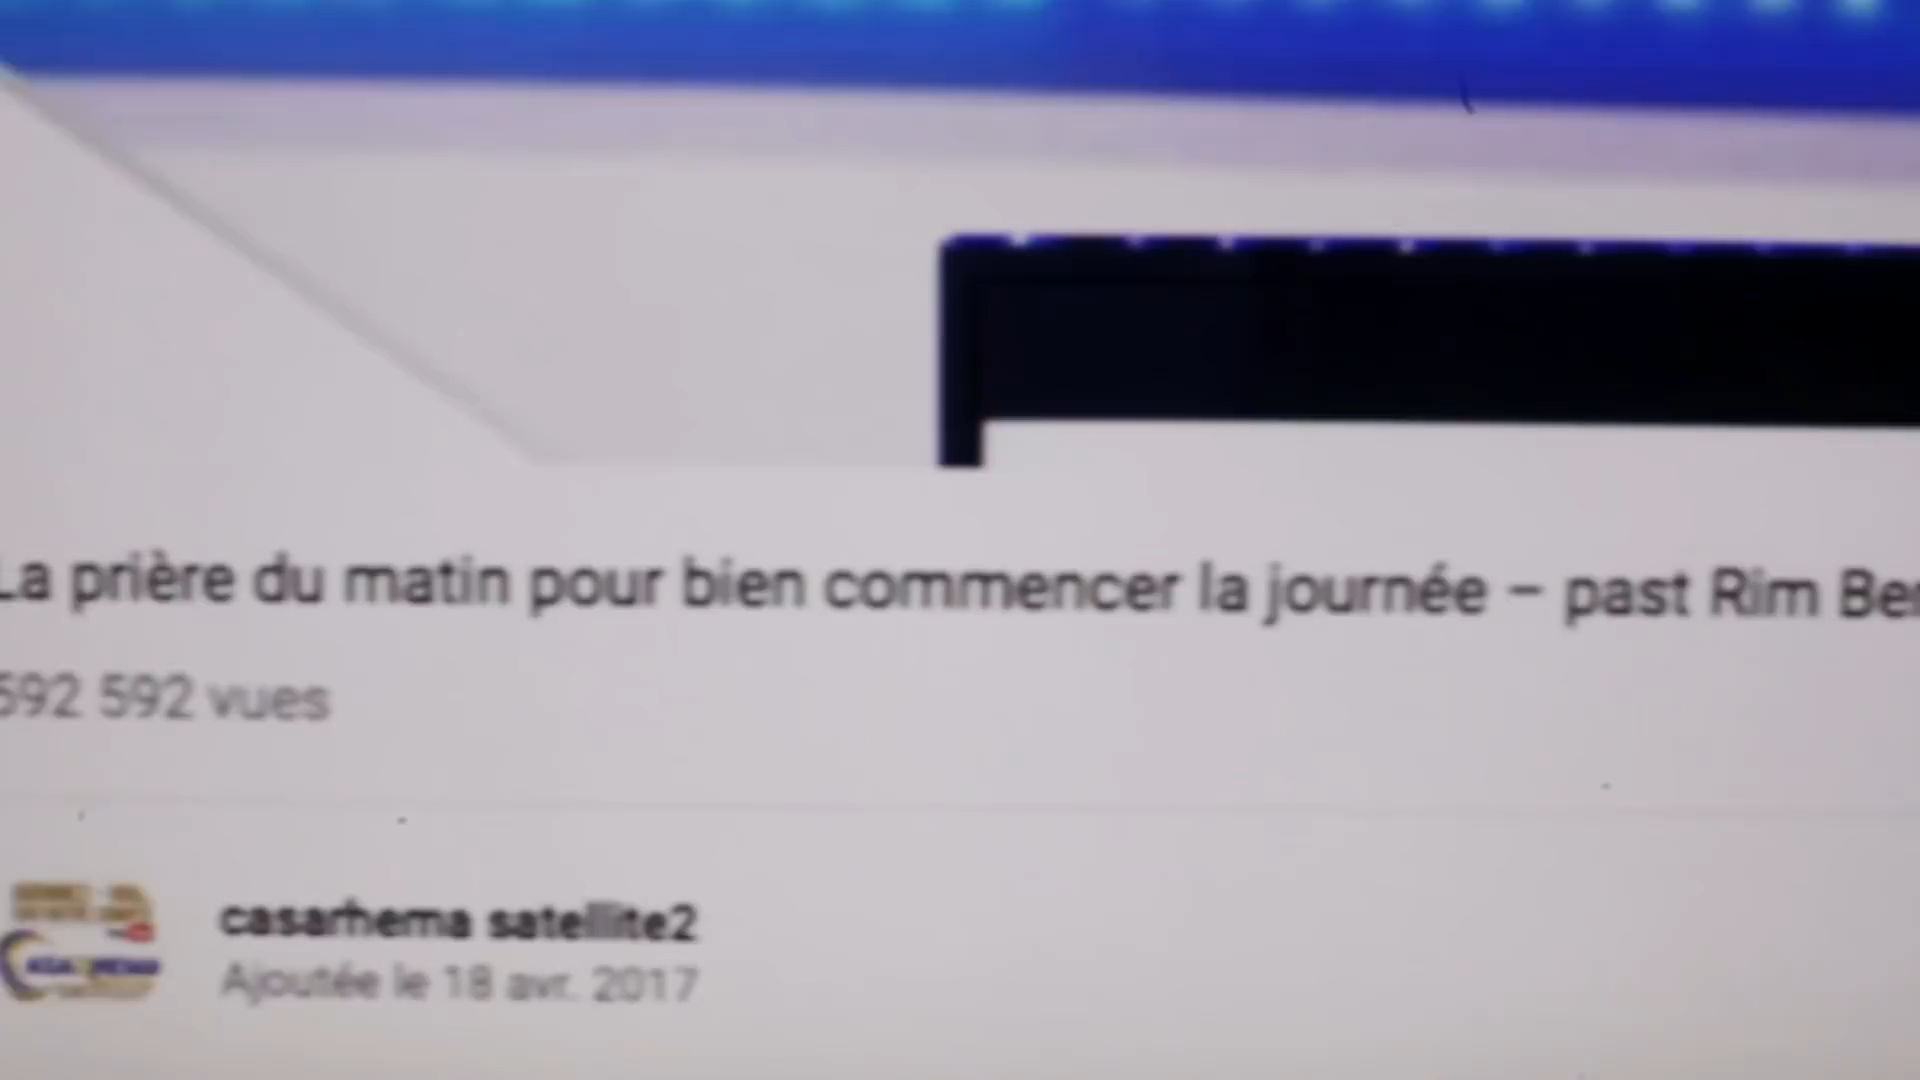 La prière du matin pour bien commencer la journée – past Rim Ber
592 592 vues
casarhema satellite2
Ajoutée le 18 avr. 2017